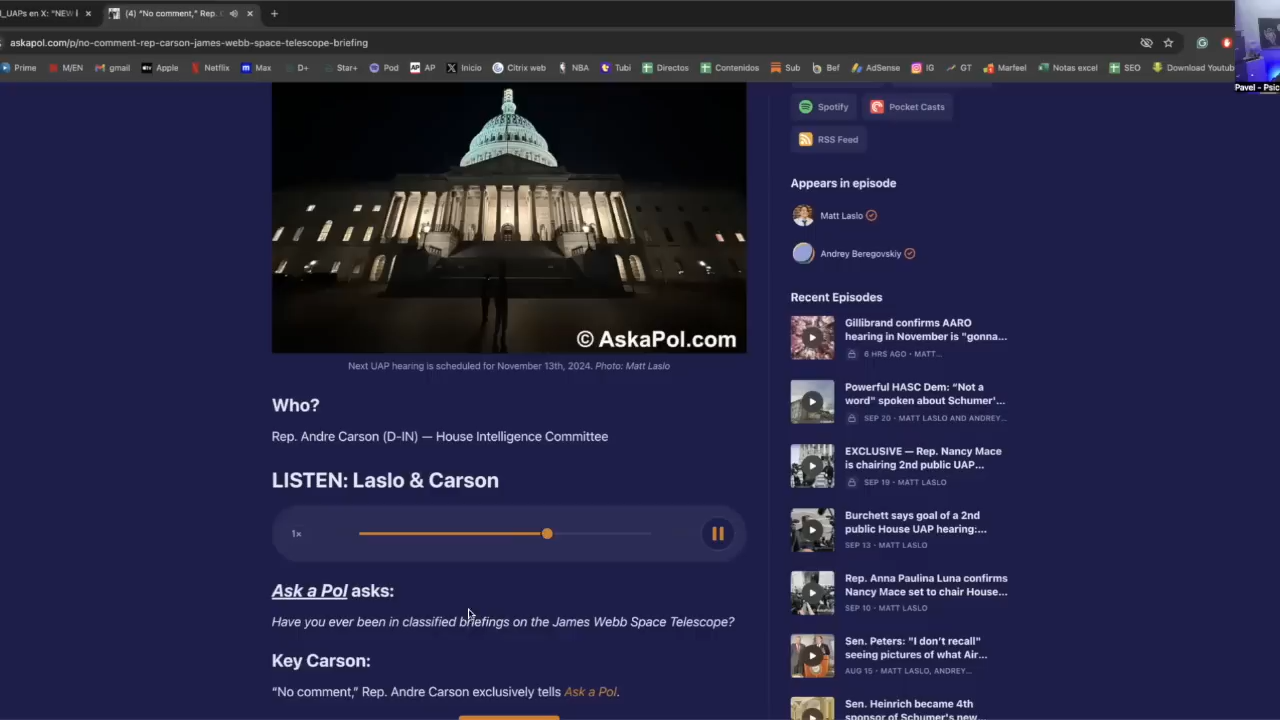 _UAPs en X: "NEW
(4) "No comment," Rep.
askapol.com/p/no-comment-rep-carson-james-webb-space-telescope-briefing
Prime
M/EN
gmail
Apple
Netflix
Max
D+
Star+
Pod
AP
Inicio
Citrix web
NBA
Tubi
Directos
Contenidos
Sub
Bef
AdSense
IG
GT
Marfeel
Notas excel
SEO
Download Youtub
Pavel - Psic
© AskaPol.com
Next UAP hearing is scheduled for November 13th, 2024. Photo: Matt Laslo
Who?
Rep. Andre Carson (D-IN) — House Intelligence Committee
LISTEN: Laslo & Carson
1×
Ask a Pol asks:
Have you ever been in classified briefings on the James Webb Space Telescope?
Key Carson:
“No comment,” Rep. Andre Carson exclusively tells Ask a Pol.
Spotify
Pocket Casts
RSS Feed
Appears in episode
Matt Laslo
Andrey Beregovskiy
Recent Episodes
Gillibrand confirms AARO
hearing in November is "gonna...
6 HRS AGO • MATT...
Powerful HASC Dem: “Not a
word" spoken about Schumer'...
SEP 20 • MATT LASLO AND ANDREY...
EXCLUSIVE — Rep. Nancy Mace
is chairing 2nd public UAP...
SEP 19 • MATT LASLO
Burchett says goal of a 2nd
public House UAP hearing:...
SEP 13 • MATT LASLO
Rep. Anna Paulina Luna confirms
Nancy Mace set to chair House...
SEP 10 • MATT LASLO
Sen. Peters: "I don’t recall”
seeing pictures of what Air...
AUG 15 • MATT LASLO, ANDREY...
Sen. Heinrich became 4th
sponsor of Schumer's new